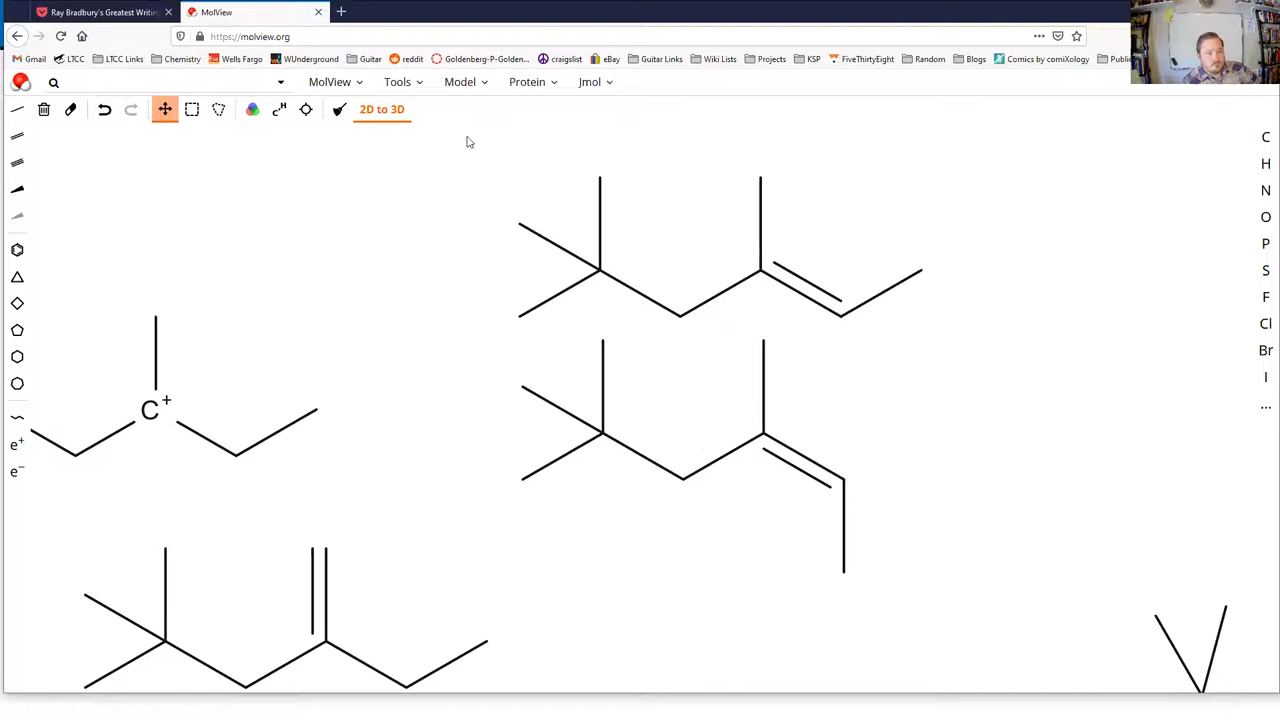 Ray Bradbury's Greatest Writin
MolView
https://molview.org
Gmail LTCC LTCC Links Chemistry Wells Fargo WUnderground Guitar reddit Goldenberg-P-Golden... craigslist eBay Guitar Links Wiki Lists Projects KSP FiveThirtyEight Random Blogs Comics by comiXology Physics
MolView Tools Model Protein Jmol
C H 2D to 3D
C
H
N
O
P
S
F
Cl
Br
I
...
C +
e+
e−